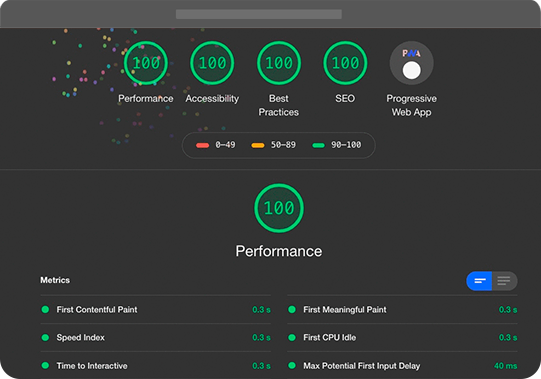 100 100 100 100 PWA
Performance Accessibility Best Practices SEO Progressive Web App
0–49 50–89 90–100
100
Performance
Metrics
First Contentful Paint 0.3 s First Meaningful Paint 0.3 s
Speed Index 0.3 s First CPU Idle 0.3 s
Time to Interactive 0.3 s Max Potential First Input Delay 40 ms